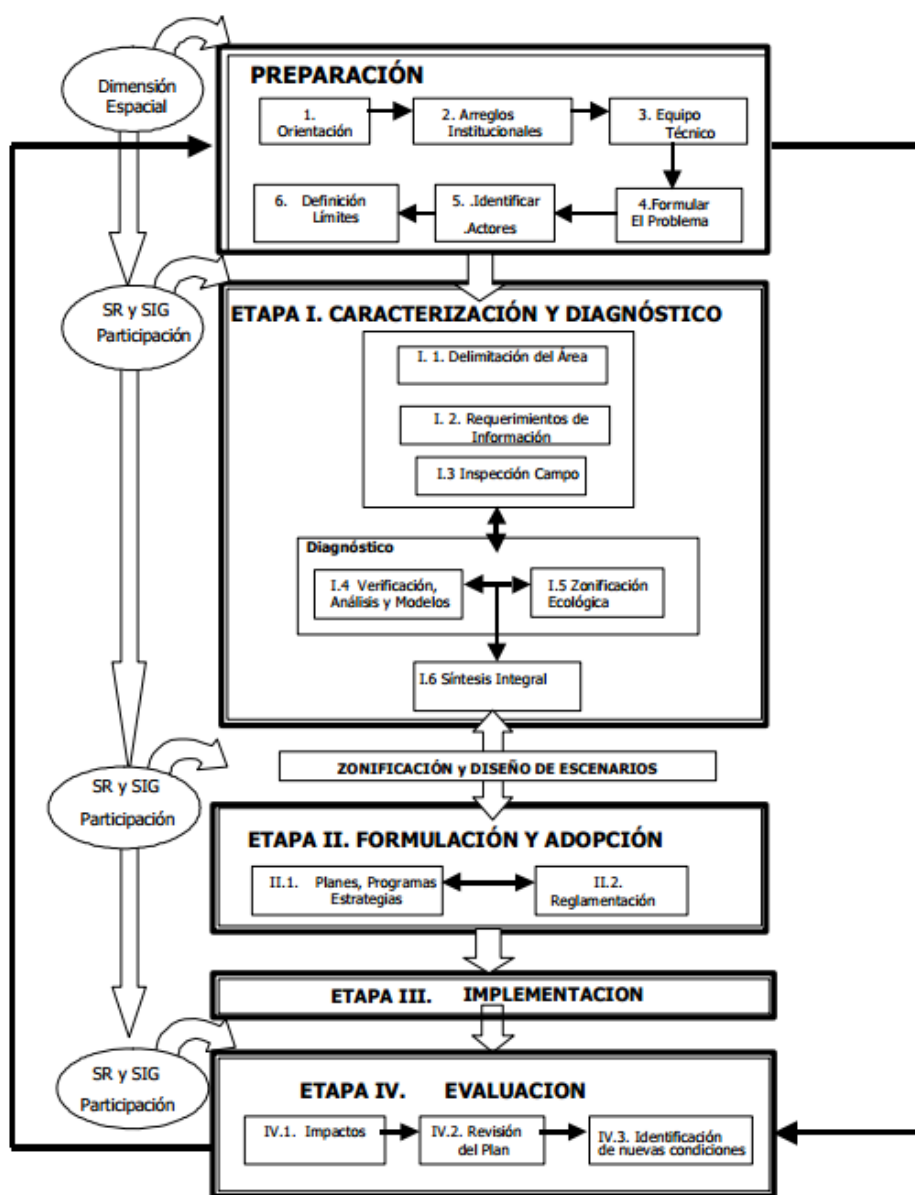 Dimensión
Espacial
PREPARACIÓN
1.
Orientación
2. Arreglos
Institucionales
3. Equipo
Técnico
6. Definición
Límites
5. .Identificar
.Actores
4.Formular
El Problema
SR y SIG
Participación
ETAPA I. CARACTERIZACIÓN Y DIAGNÓSTICO
I. 1. Delimitación del Área
I. 2. Requerimientos de
Información
I.3 Inspección Campo
Diagnóstico
I.4 Verificación,
Análisis y Modelos
I.5 Zonificación
Ecológica
I.6 Síntesis Integral
ZONIFICACIÓN y DISEÑO DE ESCENARIOS
SR y SIG
Participación
ETAPA II. FORMULACIÓN Y ADOPCIÓN
II.1. Planes, Programas
Estrategias
II.2.
Reglamentación
ETAPA III. IMPLEMENTACION
SR y SIG
Participación
ETAPA IV. EVALUACION
IV.1. Impactos
IV.2. Revisión
del Plan
IV.3. Identificación
de nuevas condiciones